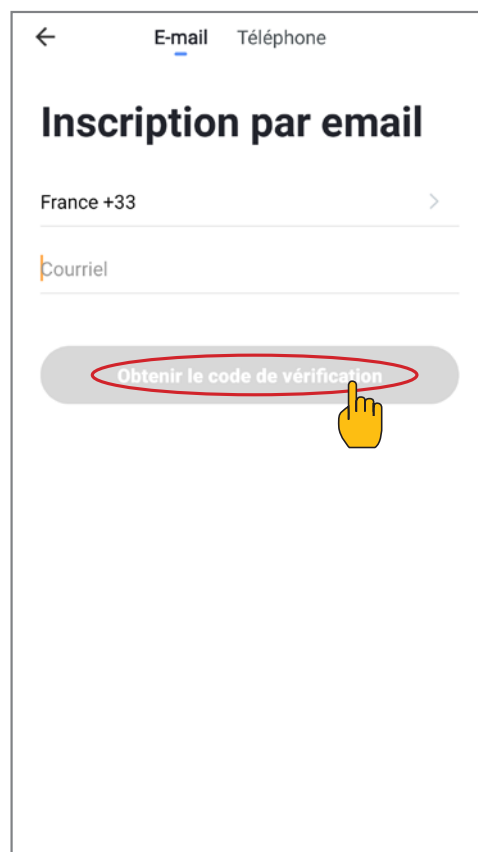 E-mail Téléphone
Inscription par email
France +33
Courriel
Obtenir le code de vérification